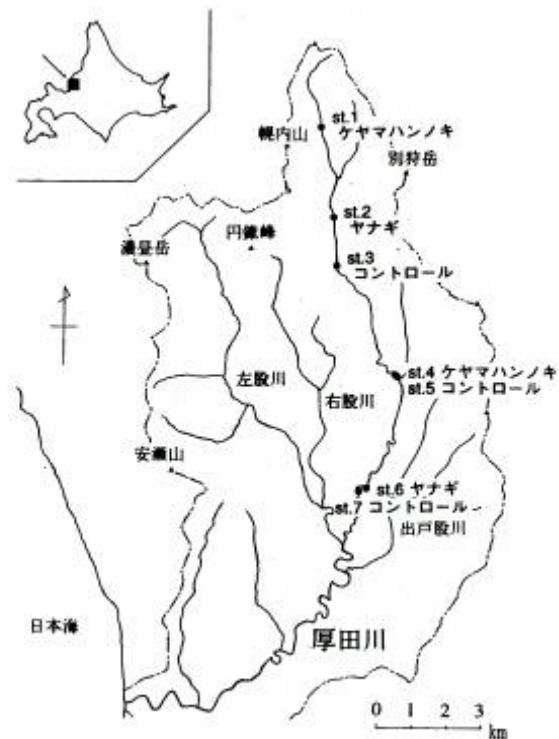 st.1
ケヤマハンノキ
幌内山
別狩岳
st.2
ヤナギ
円錐峰
濃昼岳
st.3
コントロール
st.4 ケヤマハンノキ
st.5 コントロール
左股川
右股川
安瀬山
st.6 ヤナギ
st.7 コントロール
出戸股川
日本海
厚田川
0 1 2 3
km